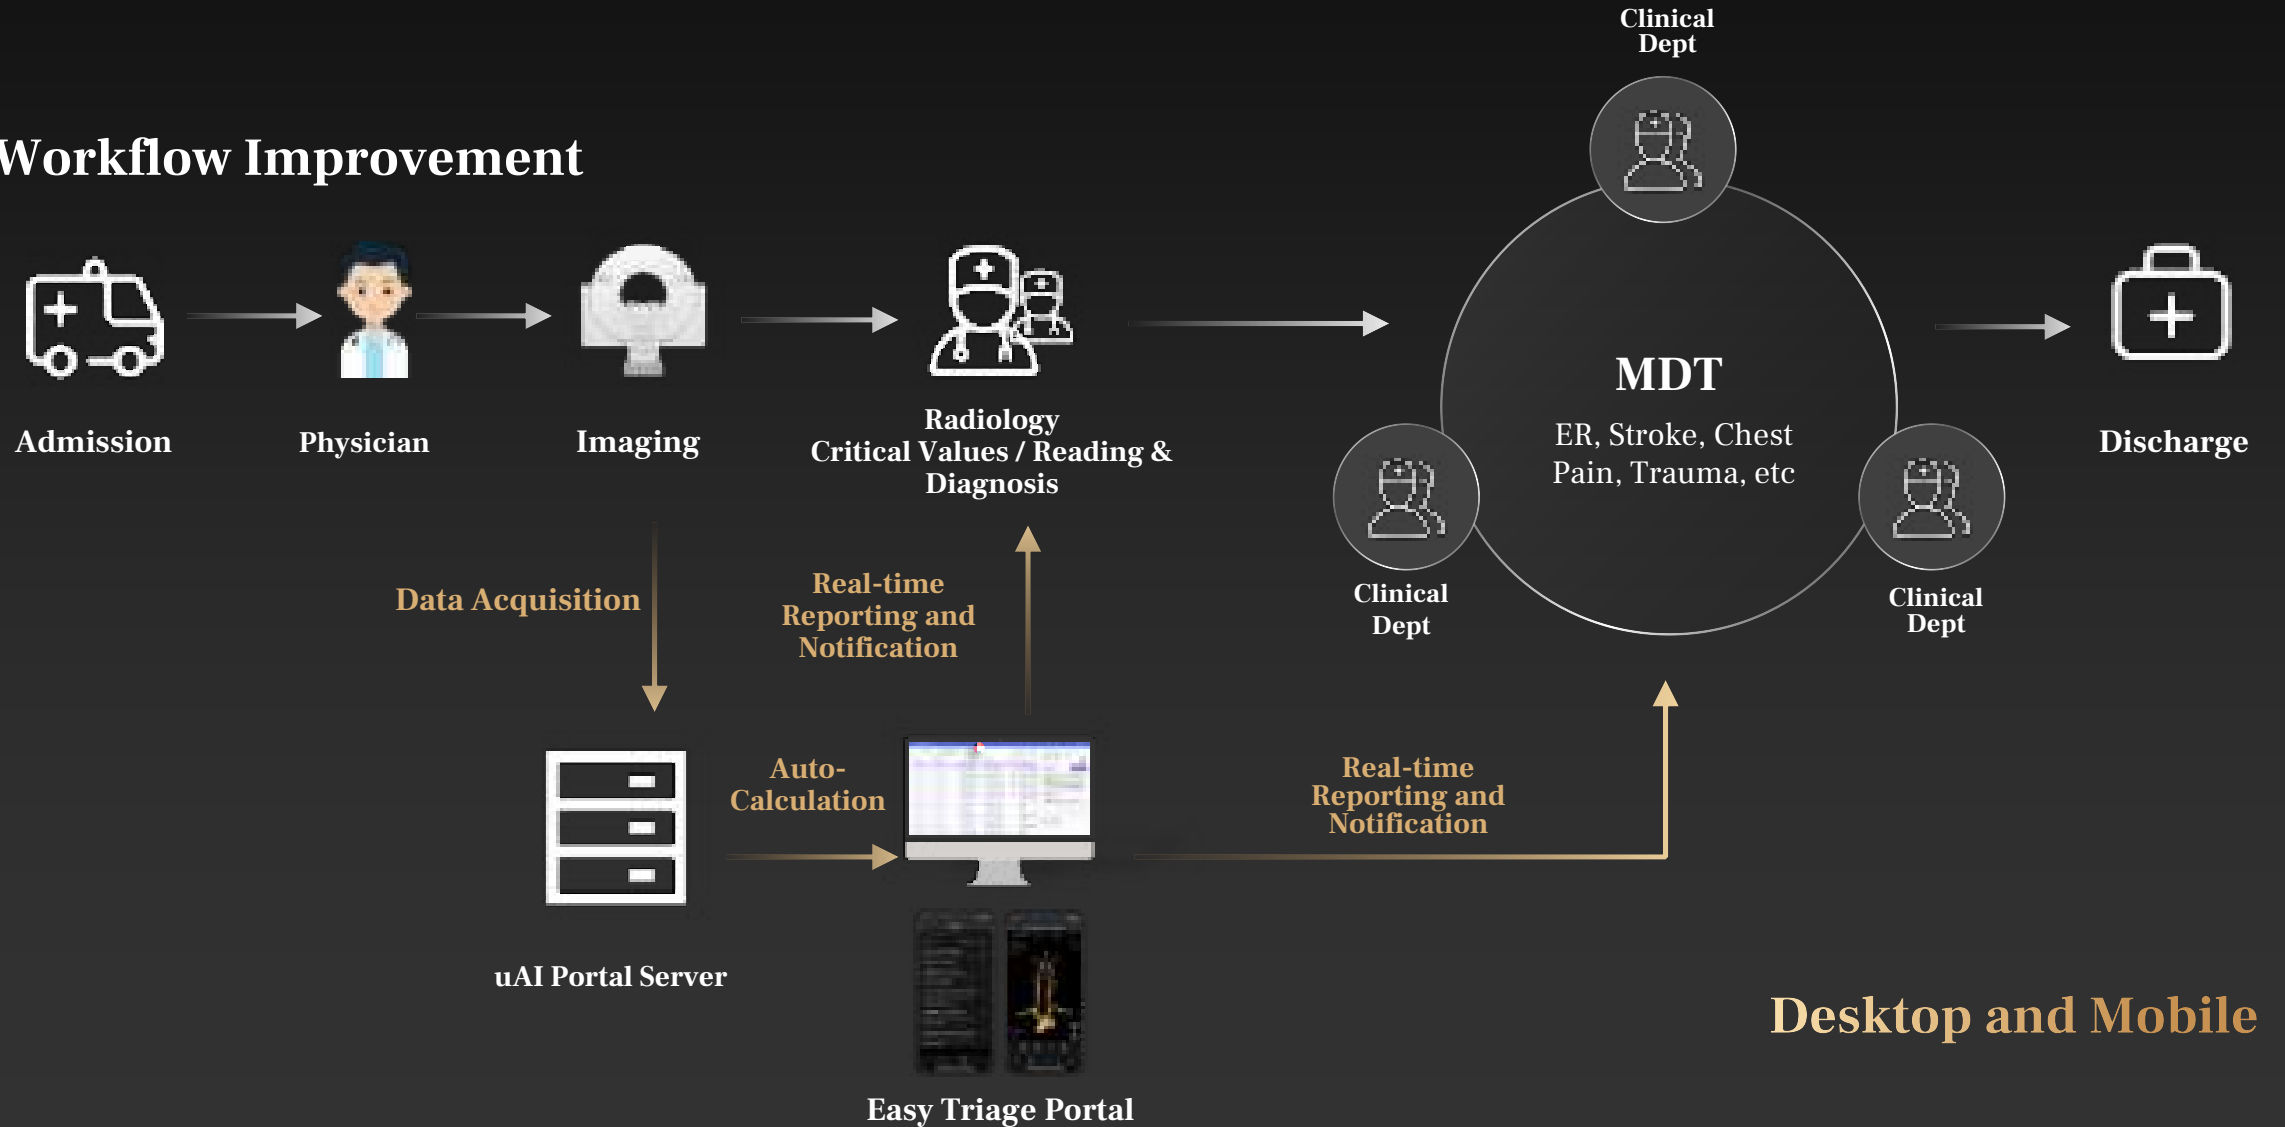 Clinical
Dept
Workflow Improvement
Admission
Physician
Imaging
Radiology
Critical Values / Reading &
Diagnosis
MDT
ER, Stroke, Chest
Pain, Trauma, etc
Discharge
Clinical
Dept
Clinical
Dept
Data Acquisition
Real-time
Reporting and
Notification
Auto-
Calculation
Real-time
Reporting and
Notification
uAI Portal Server
Easy Triage Portal
Desktop and Mobile